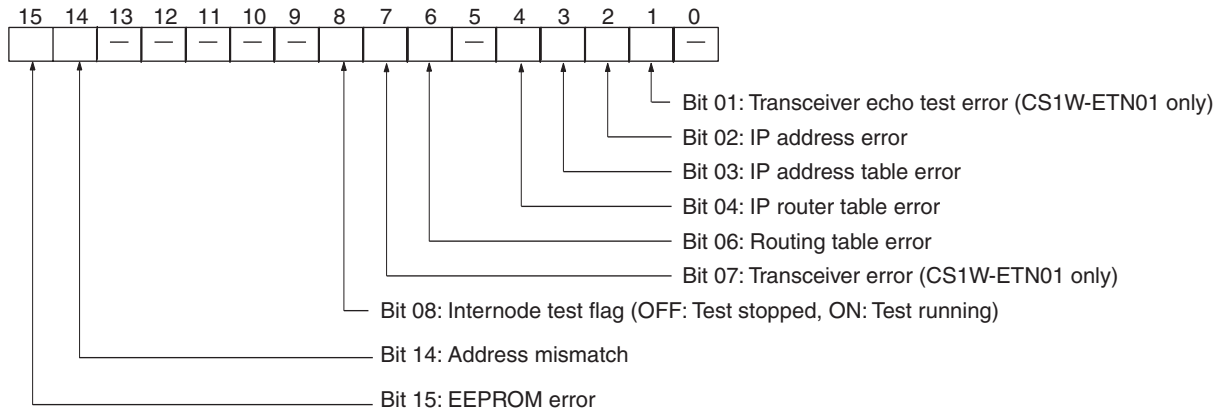 15 14 13 12 11 10 9 8 7 6 5 4 3 2 1 0
— — — — — — —
Bit 01: Transceiver echo test error (CS1W-ETN01 only)
Bit 02: IP address error
Bit 03: IP address table error
Bit 04: IP router table error
Bit 06: Routing table error
Bit 07: Transceiver error (CS1W-ETN01 only)
Bit 08: Internode test flag (OFF: Test stopped, ON: Test running)
Bit 14: Address mismatch
Bit 15: EEPROM error